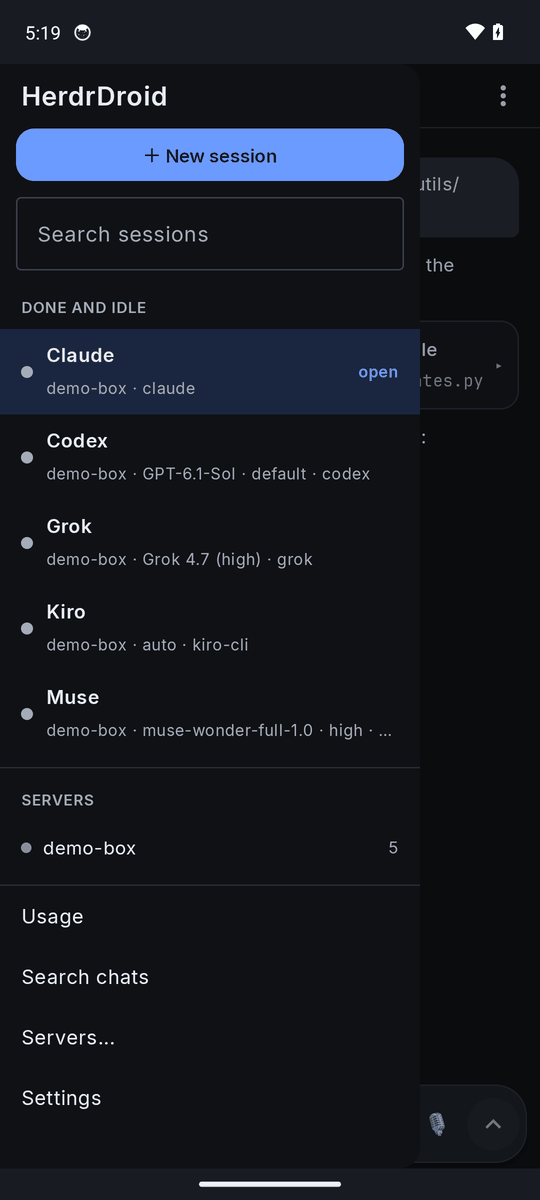 5:19
HerdrDroid
+ New session
Search sessions
DONE AND IDLE
Claude
demo-box · claude
open
Codex
demo-box · GPT-6.1-Sol · default · codex
Grok
demo-box · Grok 4.7 (high) · grok
Kiro
demo-box · auto · kiro-cli
Muse
demo-box · muse-wonder-full-1.0 · high · ...
SERVERS
demo-box
5
Usage
Search chats
Servers...
Settings
utils/
the
le
ates.py
: